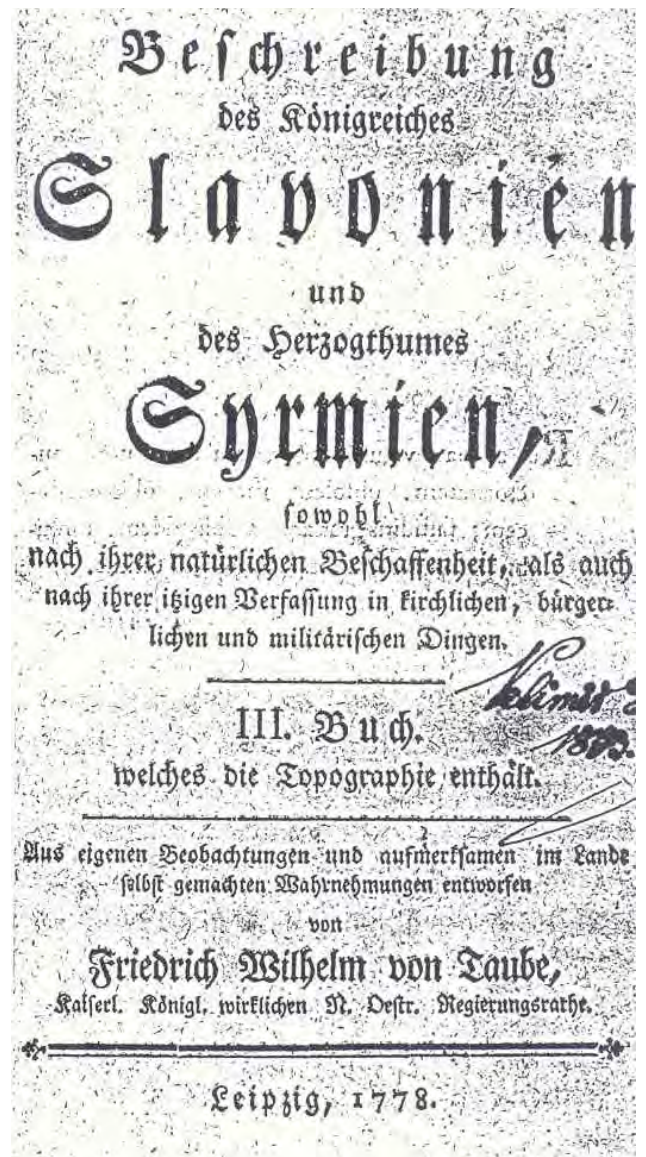 Beschreibung
des Königreiches
Slavonien
und
des Herzogthumes
Syrmien,
sowohl
nach ihrer natürlichen Beschaffenheit, als auch
nach ihrer itzigen Verfassung in kirchlichen, bürger-
lichen und militärischen Dingen.
III. Buch.
welches die Topographie enthält.
Aus eigenen Beobachtungen und aufmerksamen im Lande
selbst gemachten Wahrnehmungen entworfen
von
Friedrich Wilhelm von Taube,
Kaiserl. Königl. wirklichen N. Oestr. Regierungsrathe.
Leipzig, 1778.